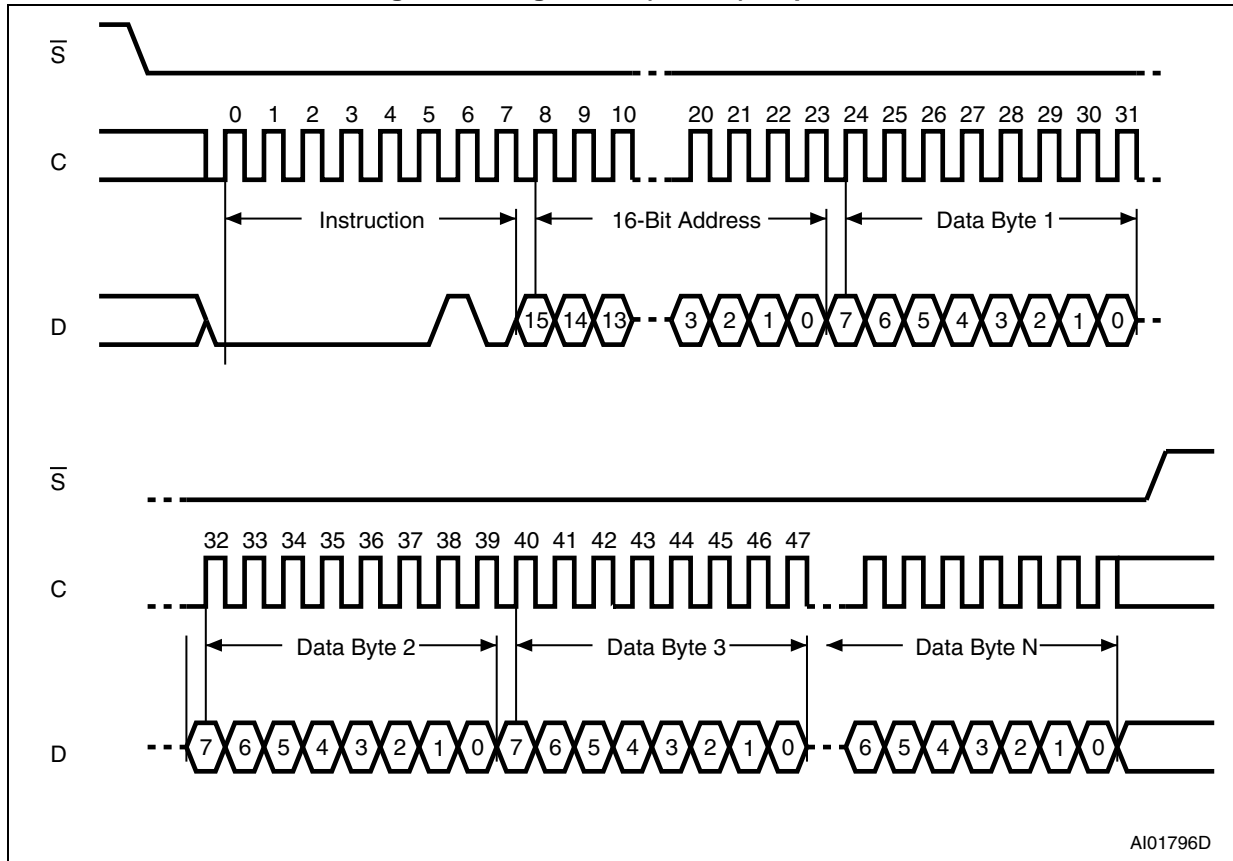 S
0 1 2 3 4 5 6 7 8 9 10 20 21 22 23 24 25 26 27 28 29 30 31
C
Instruction 16-Bit Address Data Byte 1
D 15 14 13 3 2 1 0 7 6 5 4 3 2 1 0
S
32 33 34 35 36 37 38 39 40 41 42 43 44 45 46 47
C
Data Byte 2 Data Byte 3 Data Byte N
D 7 6 5 4 3 2 1 0 7 6 5 4 3 2 1 0 6 5 4 3 2 1 0
AI01796D